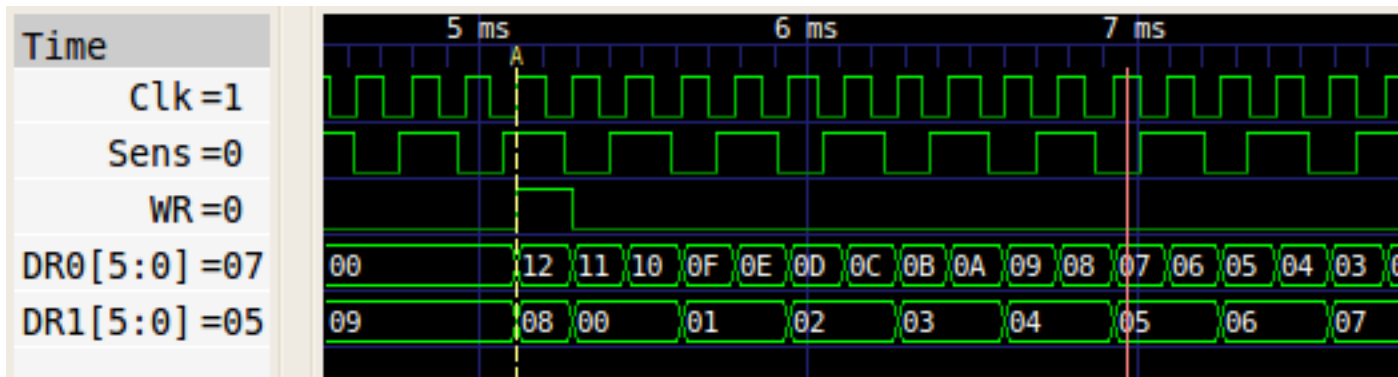 Time
5 ms 6 ms 7 ms
A
Clk =1
Sens =0
WR =0
DR0[5:0] =07 00 12 11 10 0F 0E 0D 0C 0B 0A 09 08 07 06 05 04 03
DR1[5:0] =05 09 08 00 01 02 03 04 05 06 07